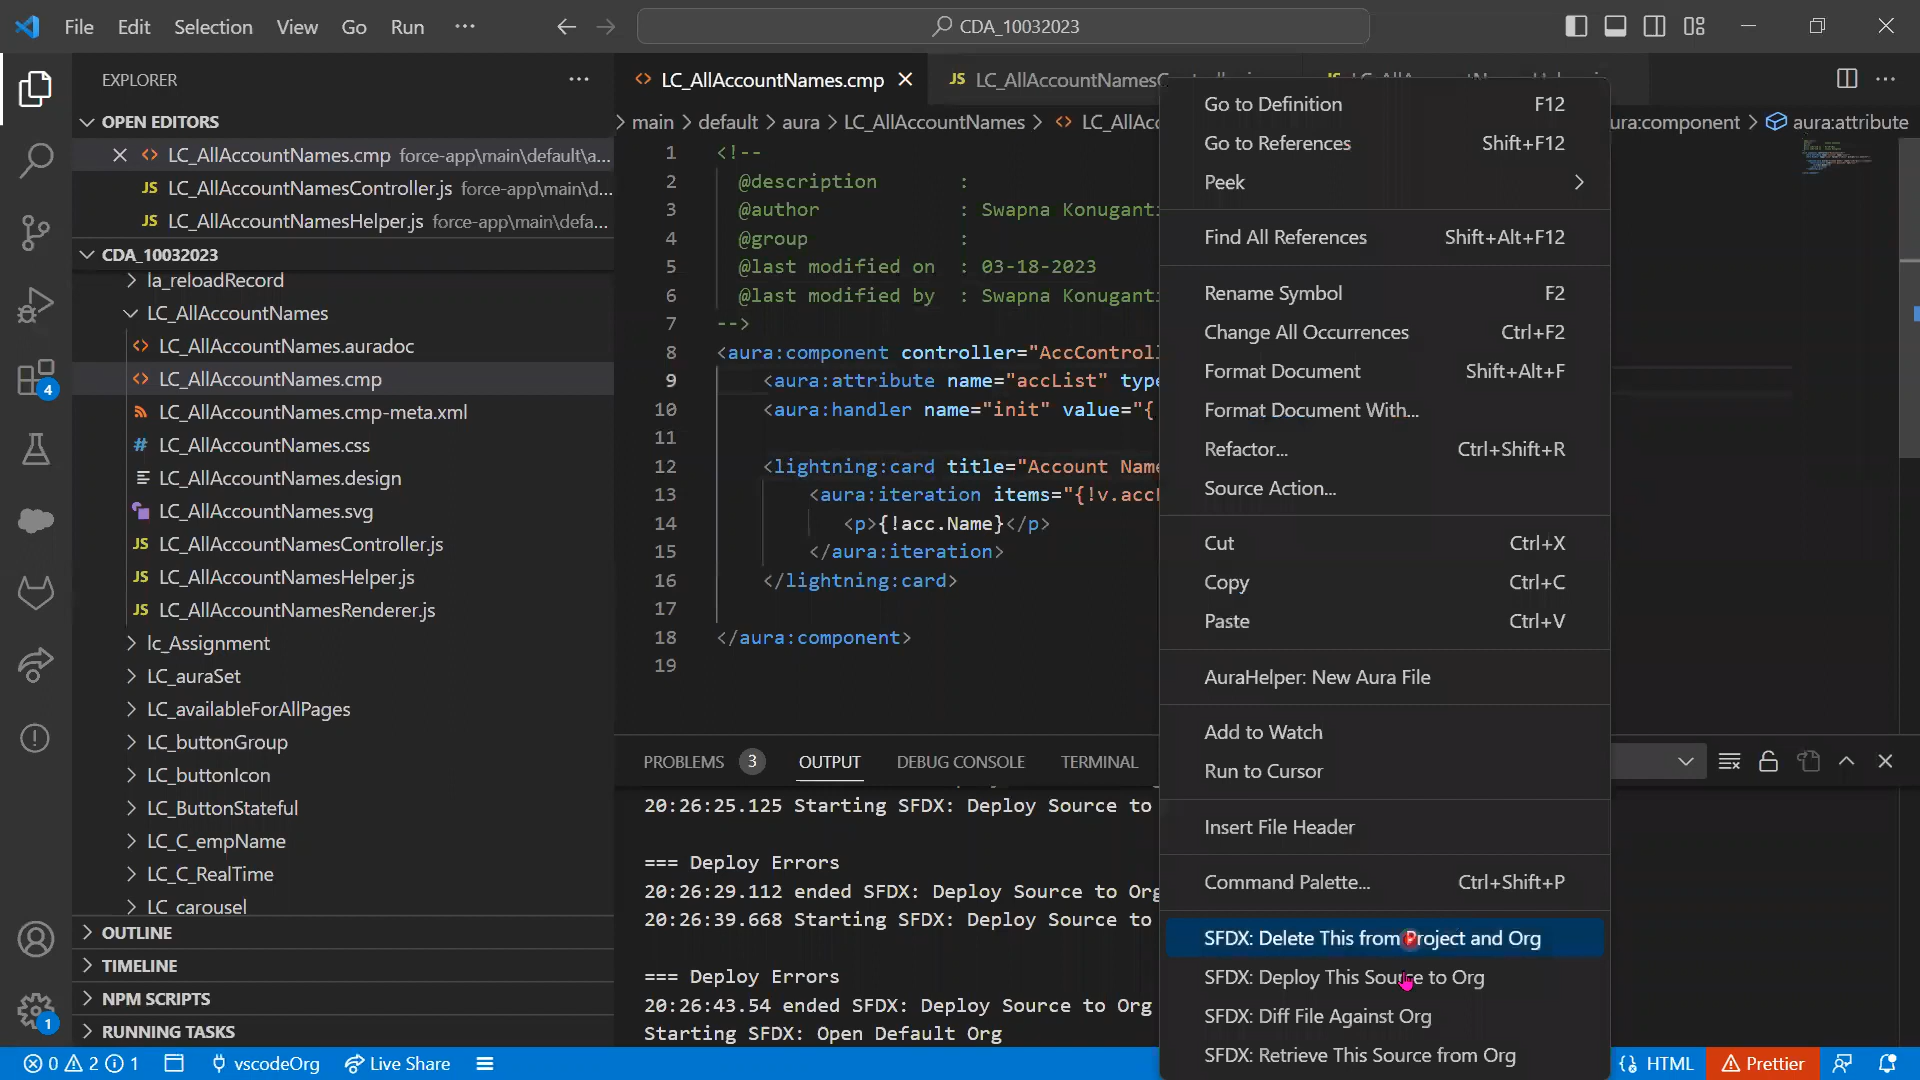 File Edit Selection View Go Run ...
CDA_10032023
EXPLORER
OPEN EDITORS
LC_AllAccountNames.cmp force-app\main\default\a...
LC_AllAccountNamesController.js force-app\main\d...
LC_AllAccountNamesHelper.js force-app\main\defa...
CDA_10032023
la_reloadRecord
LC_AllAccountNames
LC_AllAccountNames.auradoc
LC_AllAccountNames.cmp
LC_AllAccountNames.cmp-meta.xml
LC_AllAccountNames.css
LC_AllAccountNames.design
LC_AllAccountNames.svg
JS LC_AllAccountNamesController.js
JS LC_AllAccountNamesHelper.js
JS LC_AllAccountNamesRenderer.js
lc_Assignment
LC_auraSet
LC_availableForAllPages
LC_buttonGroup
LC_buttonIcon
LC_ButtonStateful
LC_C_empName
LC_C_RealTime
LC_carousel
OUTLINE
TIMELINE
NPM SCRIPTS
RUNNING TASKS
4
1
LC_AllAccountNames.cmp
JS LC_AllAccountNames
main > default > aura > LC_AllAccountNames > LC_AllAcc
ura:component > aura:attribute
1 <!--
2 @description :
3 @author : Swapna Konuganti
4 @group :
5 @last modified on : 03-18-2023
6 @last modified by : Swapna Konuganti
7 -->
8 <aura:component controller="AccControl
9 <aura:attribute name="accList" type
10 <aura:handler name="init" value="{
11
12 <lightning:card title="Account Name
13 <aura:iteration items="{!v.acc
14 <p>{!acc.Name}</p>
15 </aura:iteration>
16 </lightning:card>
17
18 </aura:component>
19
PROBLEMS 3 OUTPUT DEBUG CONSOLE TERMINAL
20:26:25.125 Starting SFDX: Deploy Source to
=== Deploy Errors
20:26:29.112 ended SFDX: Deploy Source to Org
20:26:39.668 Starting SFDX: Deploy Source to
=== Deploy Errors
20:26:43.54 ended SFDX: Deploy Source to Org
Starting SFDX: Open Default Org
Go to Definition F12
Go to References Shift+F12
Peek
Find All References Shift+Alt+F12
Rename Symbol F2
Change All Occurrences Ctrl+F2
Format Document Shift+Alt+F
Format Document With...
Refactor... Ctrl+Shift+R
Source Action...
Cut Ctrl+X
Copy Ctrl+C
Paste Ctrl+V
AuraHelper: New Aura File
Add to Watch
Run to Cursor
Insert File Header
Command Palette... Ctrl+Shift+P
SFDX: Delete This from Project and Org
SFDX: Deploy This Source to Org
SFDX: Diff File Against Org
SFDX: Retrieve This Source from Org
0 2 1 vscodeOrg Live Share
HTML Prettier